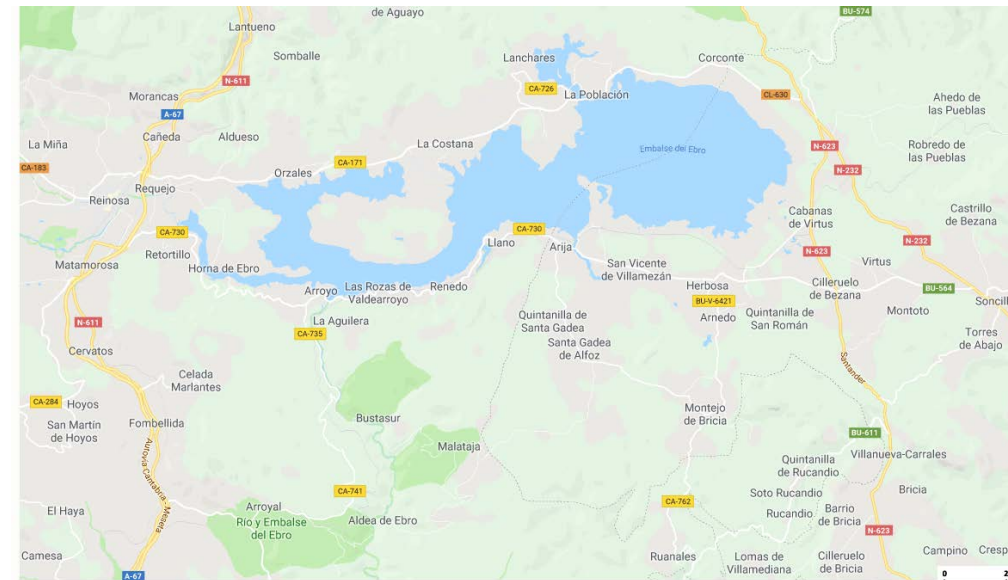 de Aguayo
BU-574
Lantueno
Somballe
Lanchares
Corconte
N-611
CA-726
La Población
CL-630
Morancas
A-67
Ahedo de
las Pueblas
Cañeda
Aldueso
La Miña
La Costana
Embalse del Ebro
N-623
Robredo de
las Pueblas
CA-171
CA-183
Orzales
N-232
Requejo
Reinosa
Cabanas
de Virtus
Castrillo
de Bezana
CA-730
CA-730
Llano
Arija
N-232
Retortillo
N-623
Matamorosa
Horna de Ebro
San Vicente
de Villamezán
Virtus
Arroyo
Las Rozas de
Valdearroyo
Renedo
Herbosa
Cilleruelo
de Bezana
BU-564
BU-V-6421
Soncill
La Aguilera
Quintanilla de
Santa Gadea
Arnedo
Quintanilla de
San Román
Montoto
N-611
CA-735
Torres
de Abajo
Santa Gadea
de Alfoz
Cervatos
Santander
Celada
Marlantes
CA-284
Hoyos
Montejo
de Bricia
San Martín
de Hoyos
Fombellida
Bustasur
BU-611
Malataja
Autovía Cantabria - Meseta
Quintanilla
de Rucandio
Villanueva-Carrales
CA-741
Soto Rucandio
Bricia
CA-762
El Haya
Arroyal
Río y Embalse
del Ebro
Aldea de Ebro
Rucandio
Barrio
de Bricia
N-623
Camesa
Ruanales
Lomas de
Villamediana
Cilleruelo
de Bricia
Campino
Cresp
A-67
0
2